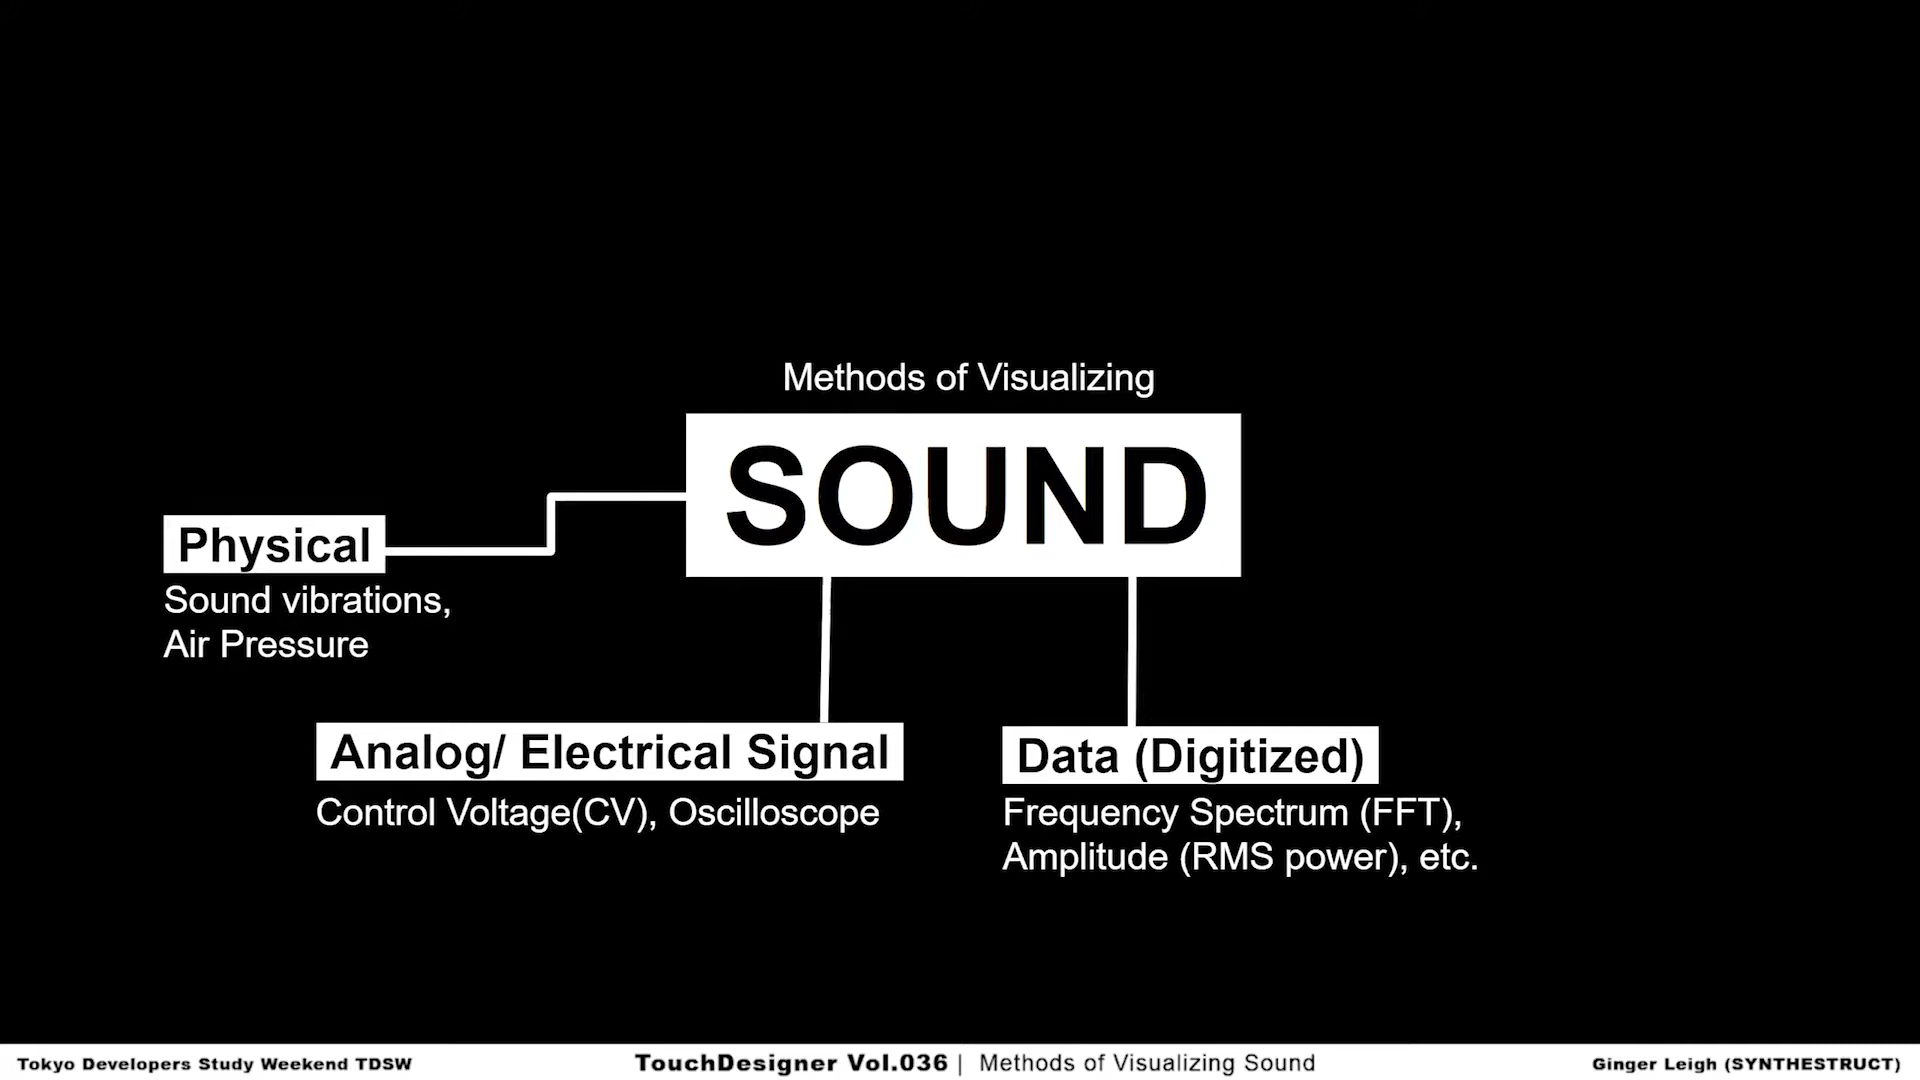 Methods of Visualizing
SOUND
Physical
Sound vibrations,
Air Pressure
Analog/ Electrical Signal
Control Voltage(CV), Oscilloscope
Data (Digitized)
Frequency Spectrum (FFT),
Amplitude (RMS power), etc.
Tokyo Developers Study Weekend TDSW
TouchDesigner Vol.036 | Methods of Visualizing Sound
Ginger Leigh (SYNTHESTRUCT)